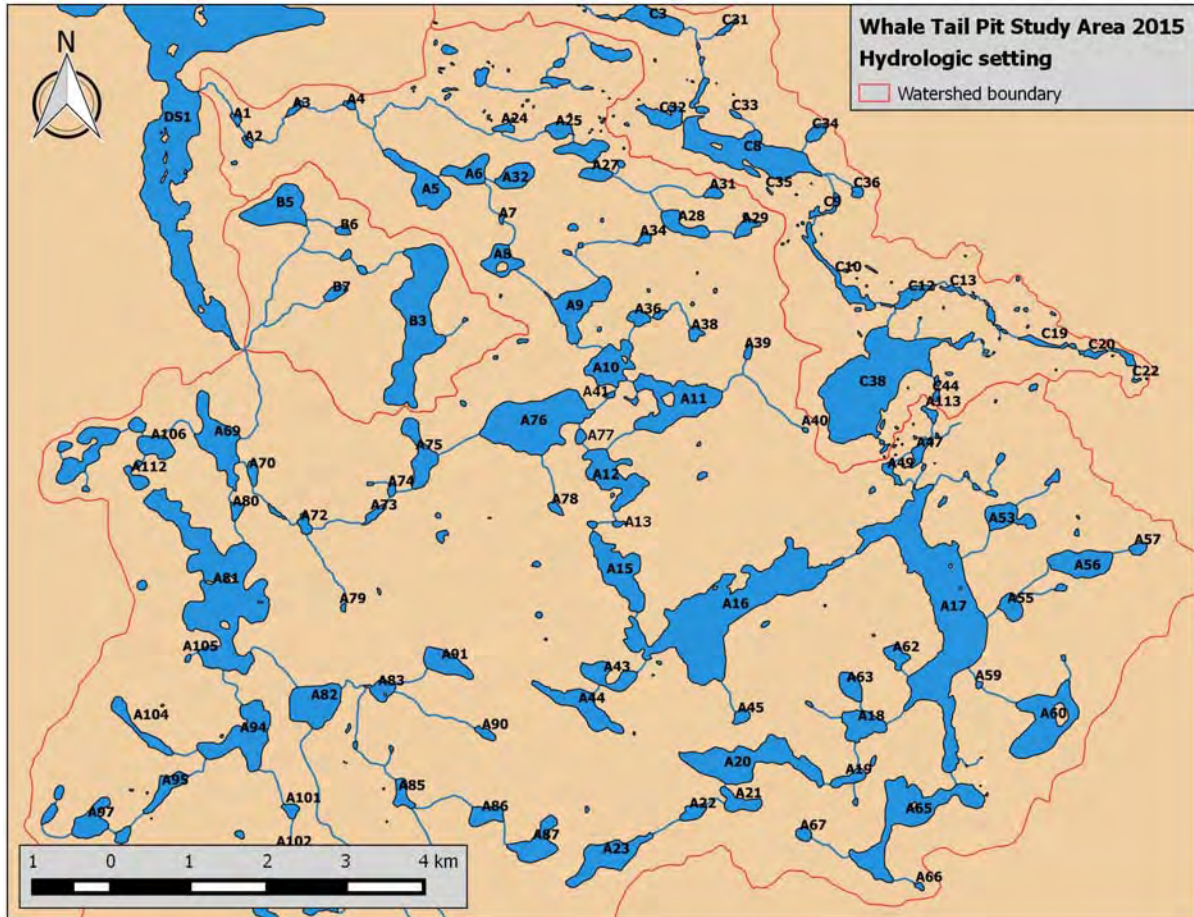 Whale Tail Pit Study Area 2015
Hydrologic setting
Watershed boundary
N
C3
C31
DS1
A1
A2
A3
A4
A24
A25
C32
C33
C34
C8
C35
C36
C9
A5
A6
A32
A27
A31
A7
A28
A29
A34
A8
B5
B6
B7
B3
A9
A36
A38
A39
A10
A41
A11
A40
C10
C12
C13
C19
C20
C22
C38
C44
A113
A47
A49
A76
A77
A12
A78
A13
A75
A74
A73
A72
A69
A70
A80
A106
A112
A81
A79
A15
A16
A17
A53
A57
A56
A55
A105
A91
A83
A82
A90
A43
A44
A45
A62
A63
A18
A59
A60
A104
A94
A95
A97
A101
A102
A85
A86
A87
A20
A19
A21
A22
A23
A65
A67
A66
1 0 1 2 3 4 km